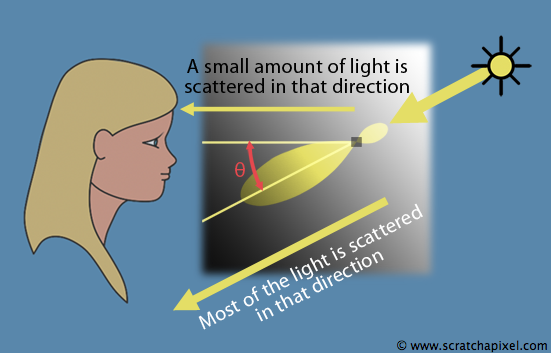 A small amount of light is
scattered in that direction
θ
Most of the light is scattered
in that direction
© www.scratchapixel.com